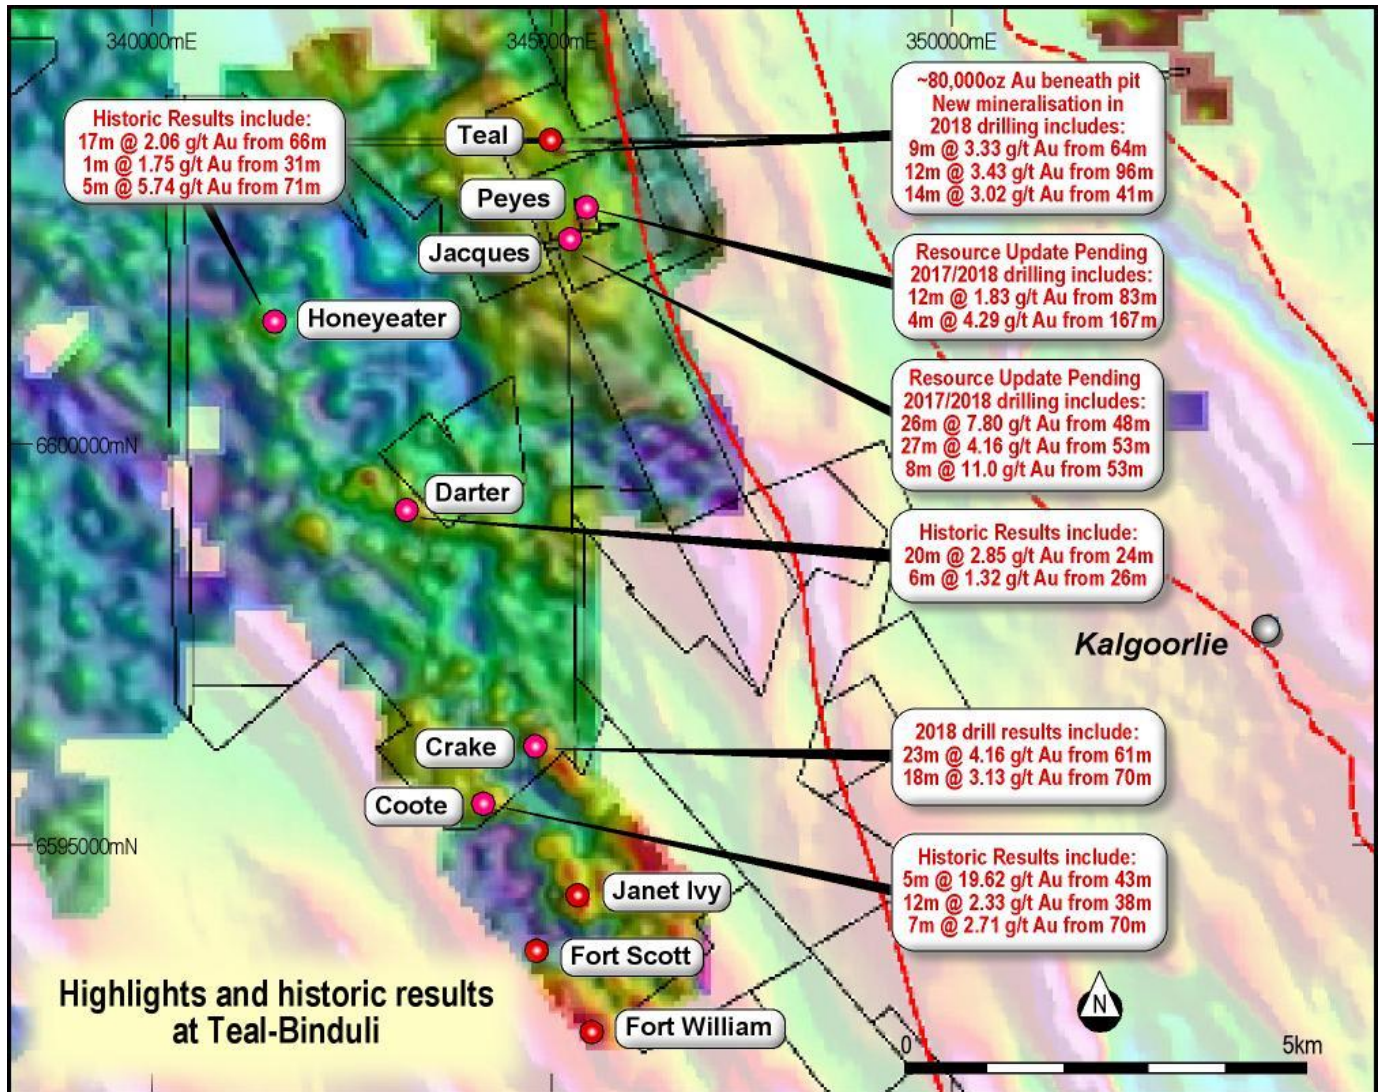 340000mE
345000mE
350000mE
Historic Results include:
17m @ 2.06 g/t Au from 66m
1m @ 1.75 g/t Au from 31m
5m @ 5.74 g/t Au from 71m
Teal
~80,000oz Au beneath pit
New mineralisation in
2018 drilling includes:
9m @ 3.33 g/t Au from 64m
12m @ 3.43 g/t Au from 96m
14m @ 3.02 g/t Au from 41m
Peyes
Jacques
Resource Update Pending
2017/2018 drilling includes:
12m @ 1.83 g/t Au from 83m
4m @ 4.29 g/t Au from 167m
Honeyeater
Resource Update Pending
2017/2018 drilling includes:
26m @ 7.80 g/t Au from 48m
27m @ 4.16 g/t Au from 53m
8m @ 11.0 g/t Au from 53m
6600000mN
Darter
Historic Results include:
20m @ 2.85 g/t Au from 24m
6m @ 1.32 g/t Au from 26m
Kalgoorlie
Crake
2018 drill results include:
23m @ 4.16 g/t Au from 61m
18m @ 3.13 g/t Au from 70m
Coote
6595000mN
Historic Results include:
5m @ 19.62 g/t Au from 43m
12m @ 2.33 g/t Au from 38m
7m @ 2.71 g/t Au from 70m
Janet Ivy
Fort Scott
Highlights and historic results
at Teal-Binduli
Fort William
N
0
5km